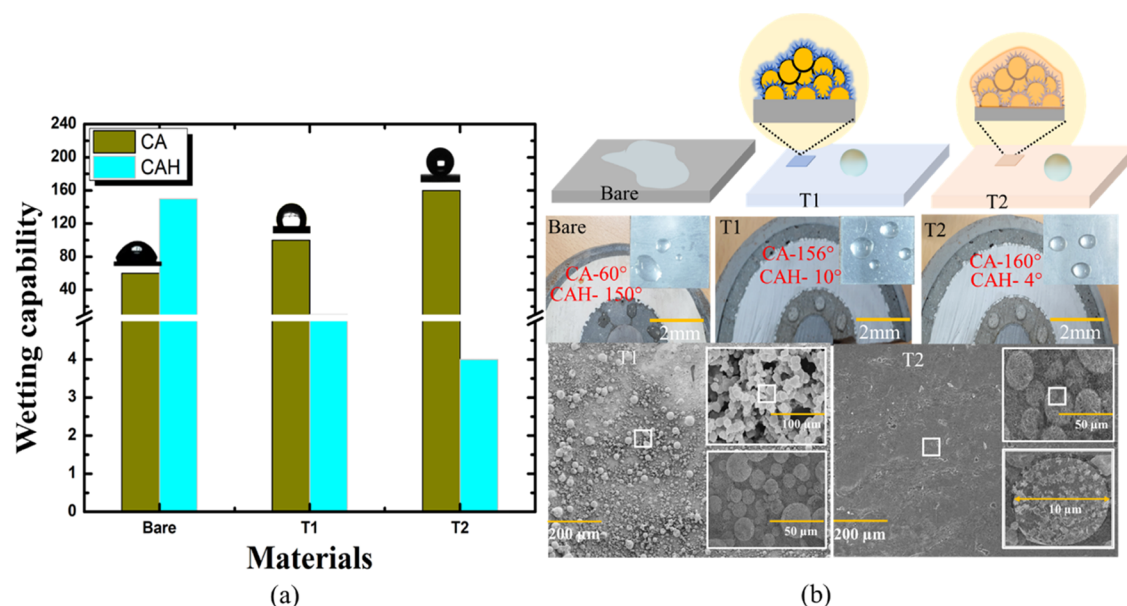 Wetting capability
240
200
160
120
80
40
4
3
2
1
0
CA
CAH
Bare
T1
T2
Materials
(a)
Bare
T1
T2
Bare
CA-60°
CAH- 150°
2mm
T1
CA-156°
CAH- 10°
2mm
T2
CA-160°
CAH- 4°
2mm
T1
200 µm
100 µm
50 µm
T2
200 µm
50 µm
10 µm
(b)